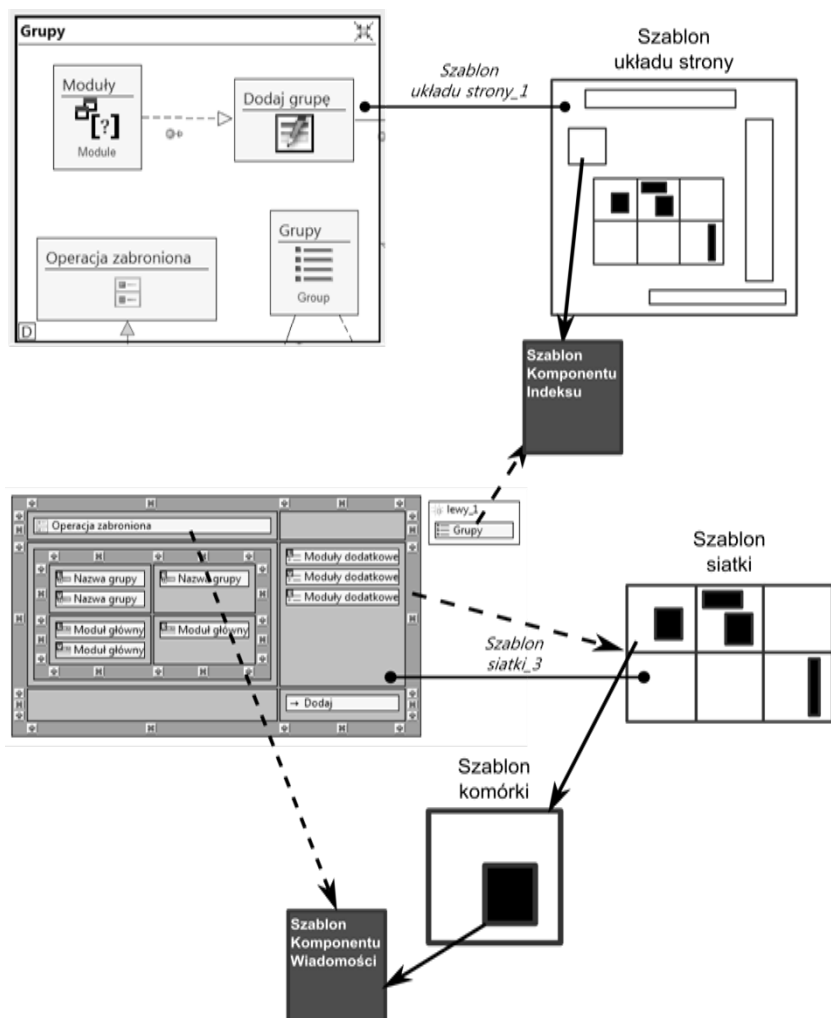 Grupy
Moduły
[?]
Module
Dodaj grupę
Operacja zabroniona
Grupy
Group
D
Szablon
układu strony_1
Szablon
układu strony
Szablon
Komponentu
Indeksu
Operacja zabroniona
Nazwa grupy
Nazwa grupy
Nazwa grupy
Moduł główny
Moduł główny
Moduł główny
Moduły dodatkowe
Moduły dodatkowe
Moduły dodatkowe
→ Dodaj
lewy_1
Grupy
Szablon
siatki_3
Szablon
siatki
Szablon
komórki
Szablon
Komponentu
Wiadomości